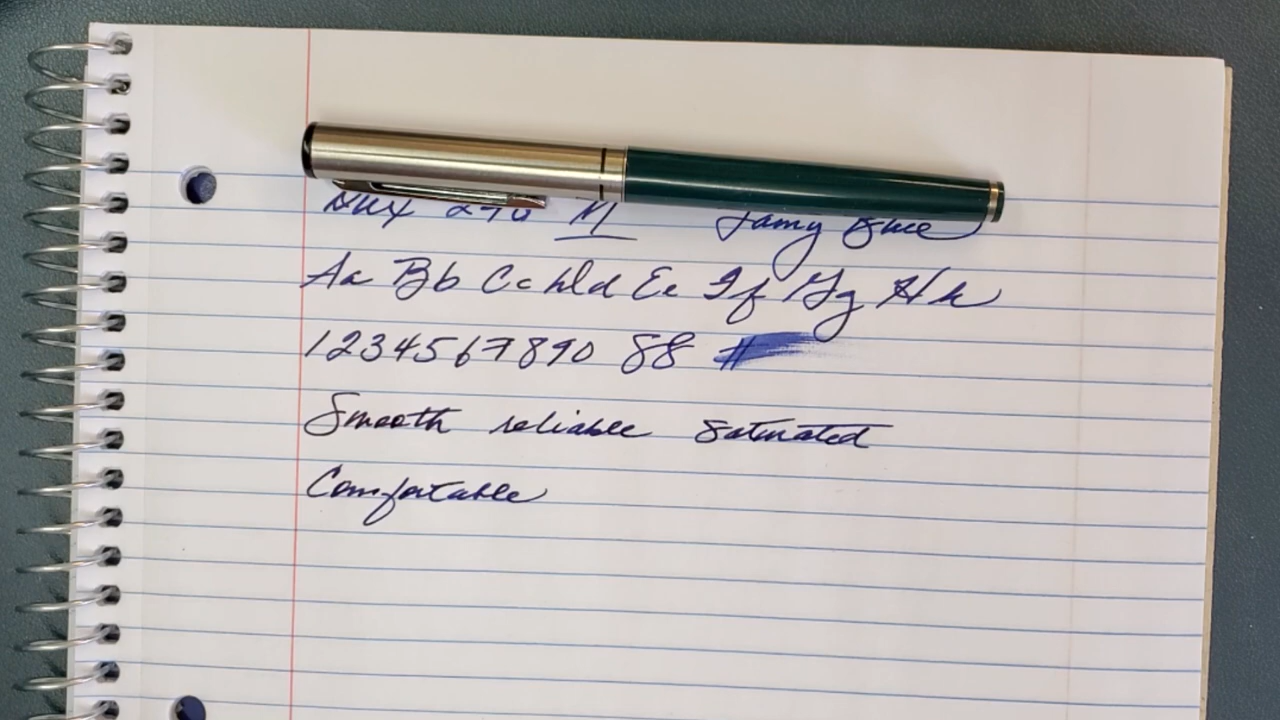 M Lamy Blue
Aa Bb Cc Dd Ee Ff Gg Hh
1234567890 88 #
Smooth reliable saturated
Comfortable